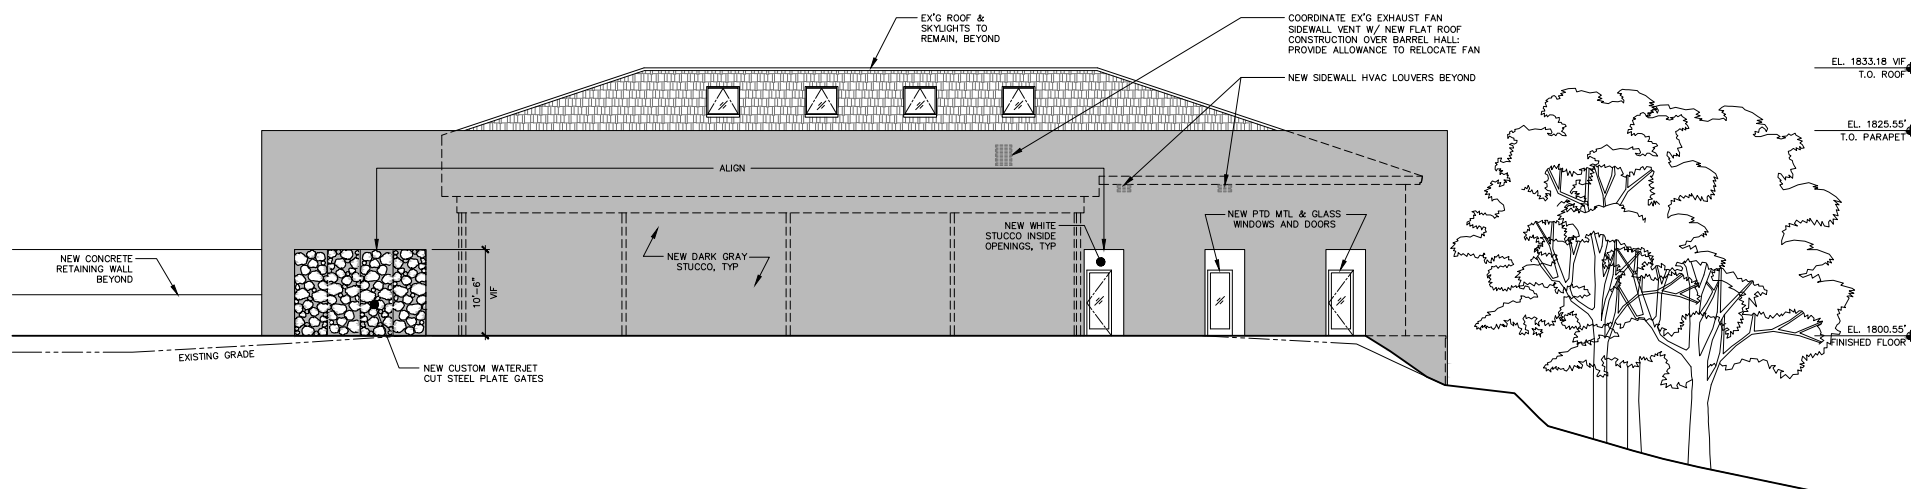 EX'G ROOF &
SKYLIGHTS TO
REMAIN, BEYOND
COORDINATE EX'G EXHAUST FAN
SIDEWALL VENT W/ NEW FLAT ROOF
CONSTRUCTION OVER BARREL HALL:
PROVIDE ALLOWANCE TO RELOCATE FAN
NEW SIDEWALL HVAC LOUVERS BEYOND
EL. 1833.18 VIF
T.O. ROOF
EL. 1825.55'
T.O. PARAPET
ALIGN
NEW PTD MTL & GLASS
WINDOWS AND DOORS
NEW WHITE
STUCCO INSIDE
OPENINGS, TYP
NEW DARK GRAY
STUCCO, TYP
NEW CONCRETE
RETAINING WALL
BEYOND
10'-6"
VIF
EL. 1800.55'
FINISHED FLOOR
EXISTING GRADE
NEW CUSTOM WATERJET
CUT STEEL PLATE GATES